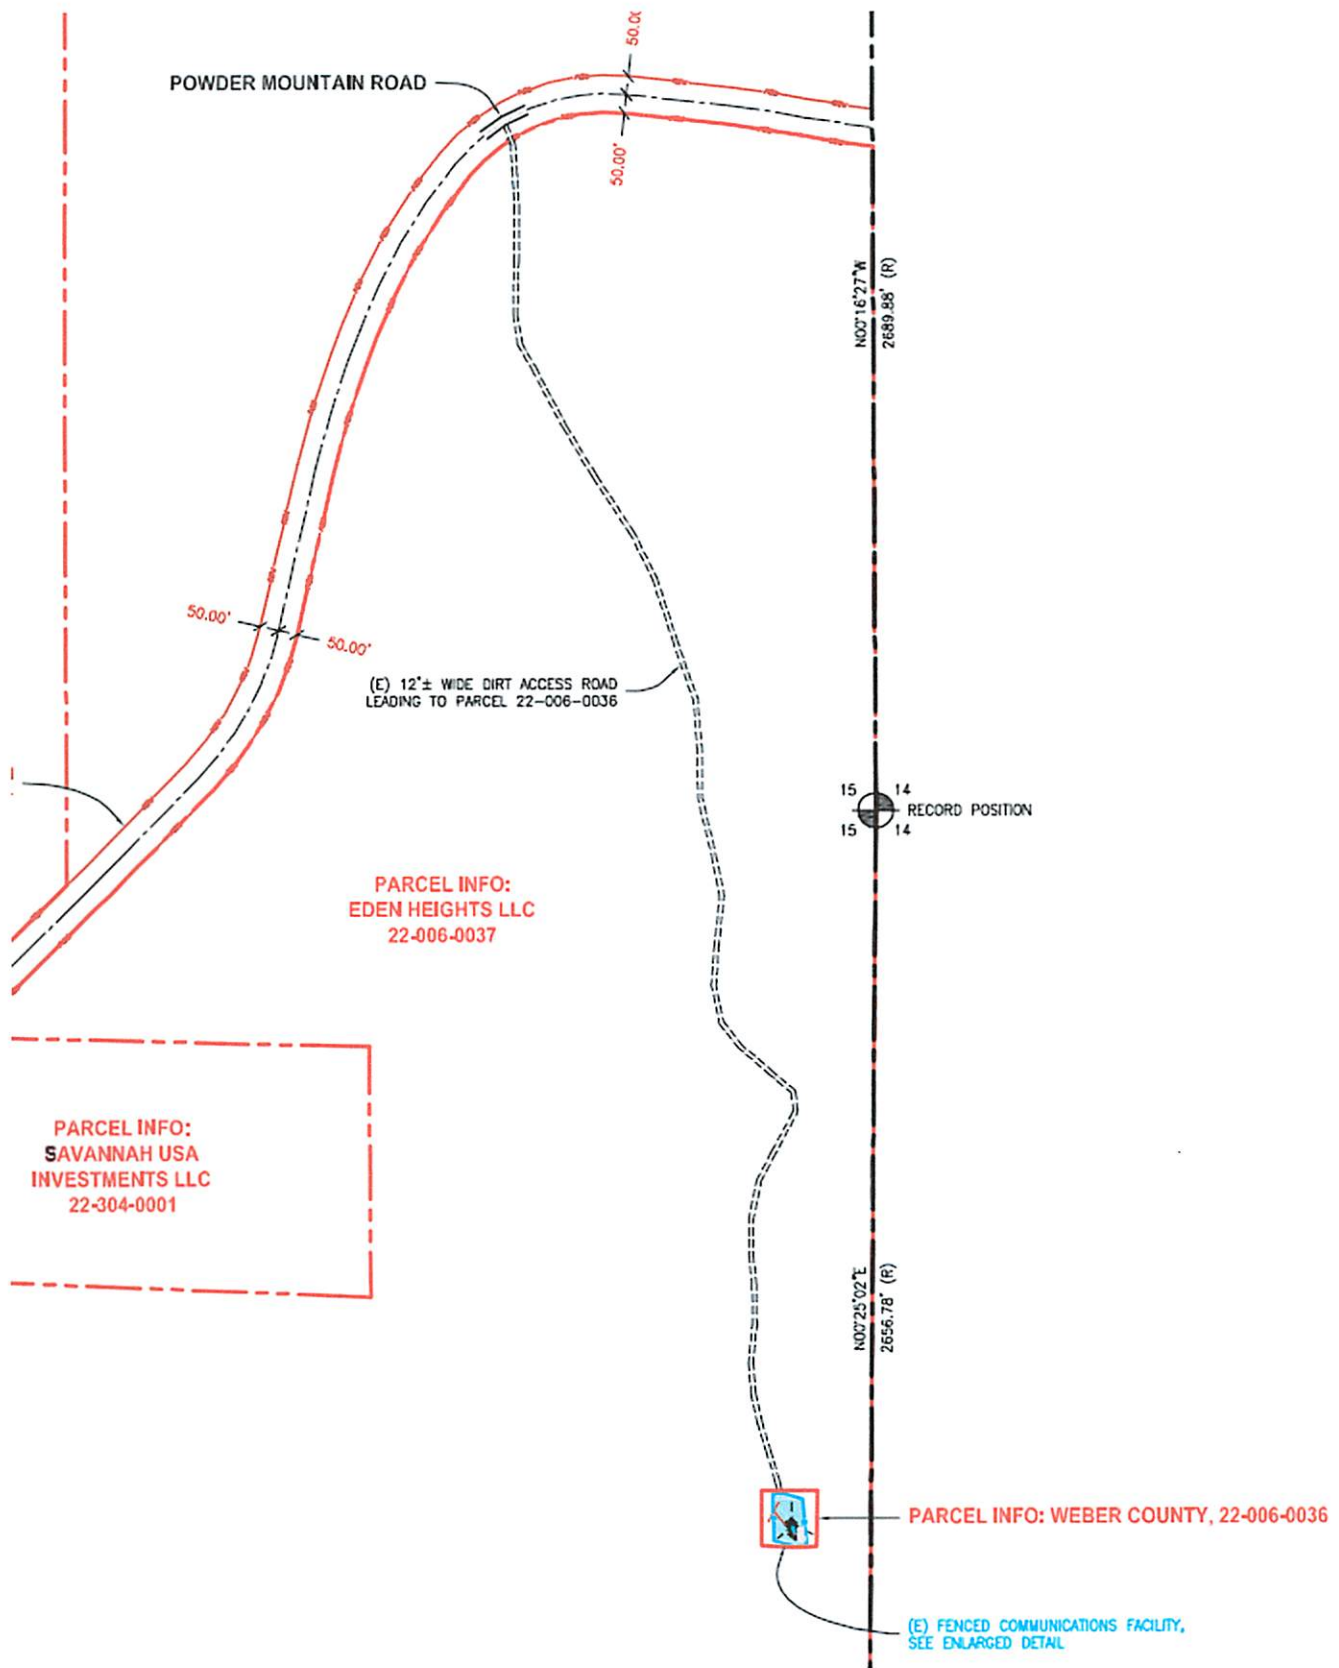 50.00'
POWDER MOUNTAIN ROAD
50.00'
N00°16'27"W
2689.88' (R)
50.00'
50.00'
(E) 12'± WIDE DIRT ACCESS ROAD
LEADING TO PARCEL 22-006-0036
15 14
RECORD POSITION
15 14
PARCEL INFO:
EDEN HEIGHTS LLC
22-006-0037
PARCEL INFO:
SAVANNAH USA
INVESTMENTS LLC
22-304-0001
N00°25'02"E
2656.78' (R)
PARCEL INFO: WEBER COUNTY, 22-006-0036
(E) FENCED COMMUNICATIONS FACILITY,
SEE ENLARGED DETAIL